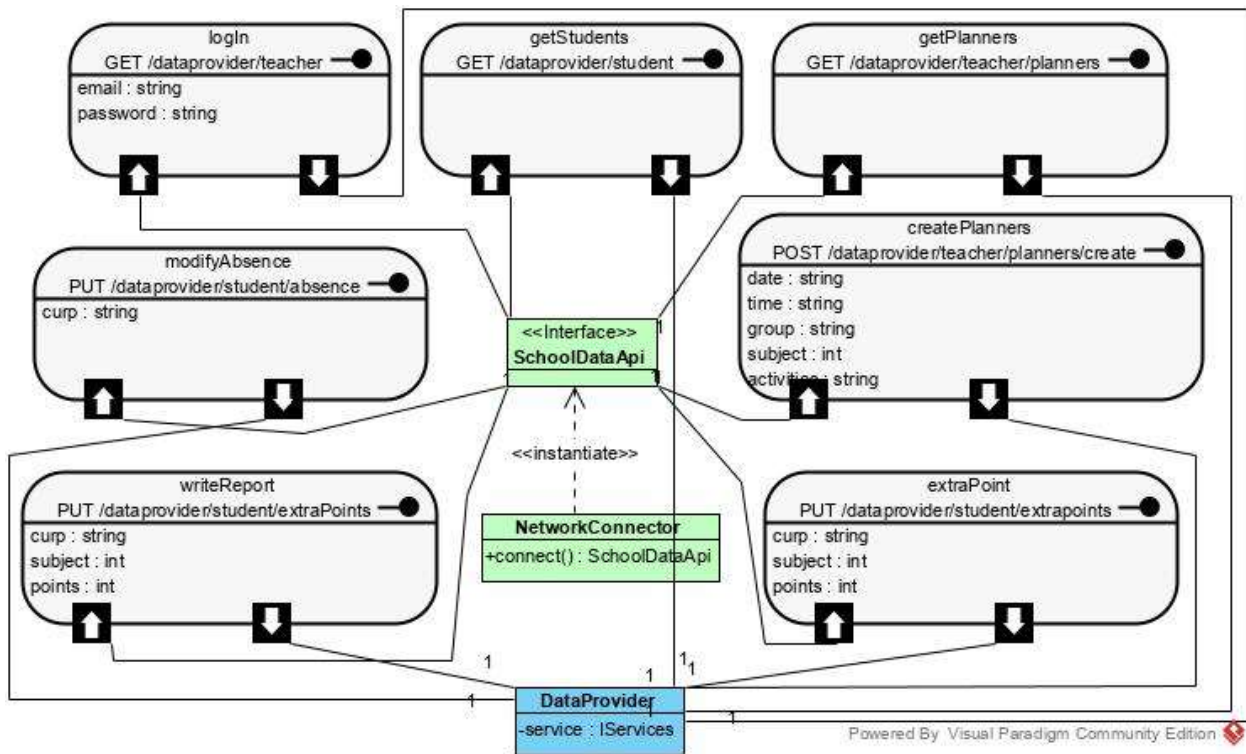 logIn
GET /dataprovider/teacher
email : string
password : string
getStudents
GET /dataprovider/student
getPlanners
GET /dataprovider/teacher/planners
modifyAbsence
PUT /dataprovider/student/absence
curp : string
<<Interface>>
SchoolDataApi
1
1
1
createPlanners
POST /dataprovider/teacher/planners/create
date : string
time : string
group : string
subject : int
activities : string
<<instantiate>>
writeReport
PUT /dataprovider/student/extraPoints
curp : string
subject : int
points : int
NetworkConnector
+connect() : SchoolDataApi
extraPoint
PUT /dataprovider/student/extrapoints
curp : string
subject : int
points : int
1
1
1
1
1
1
1
DataProvider
-service : IServices
Powered By Visual Paradigm Community Edition